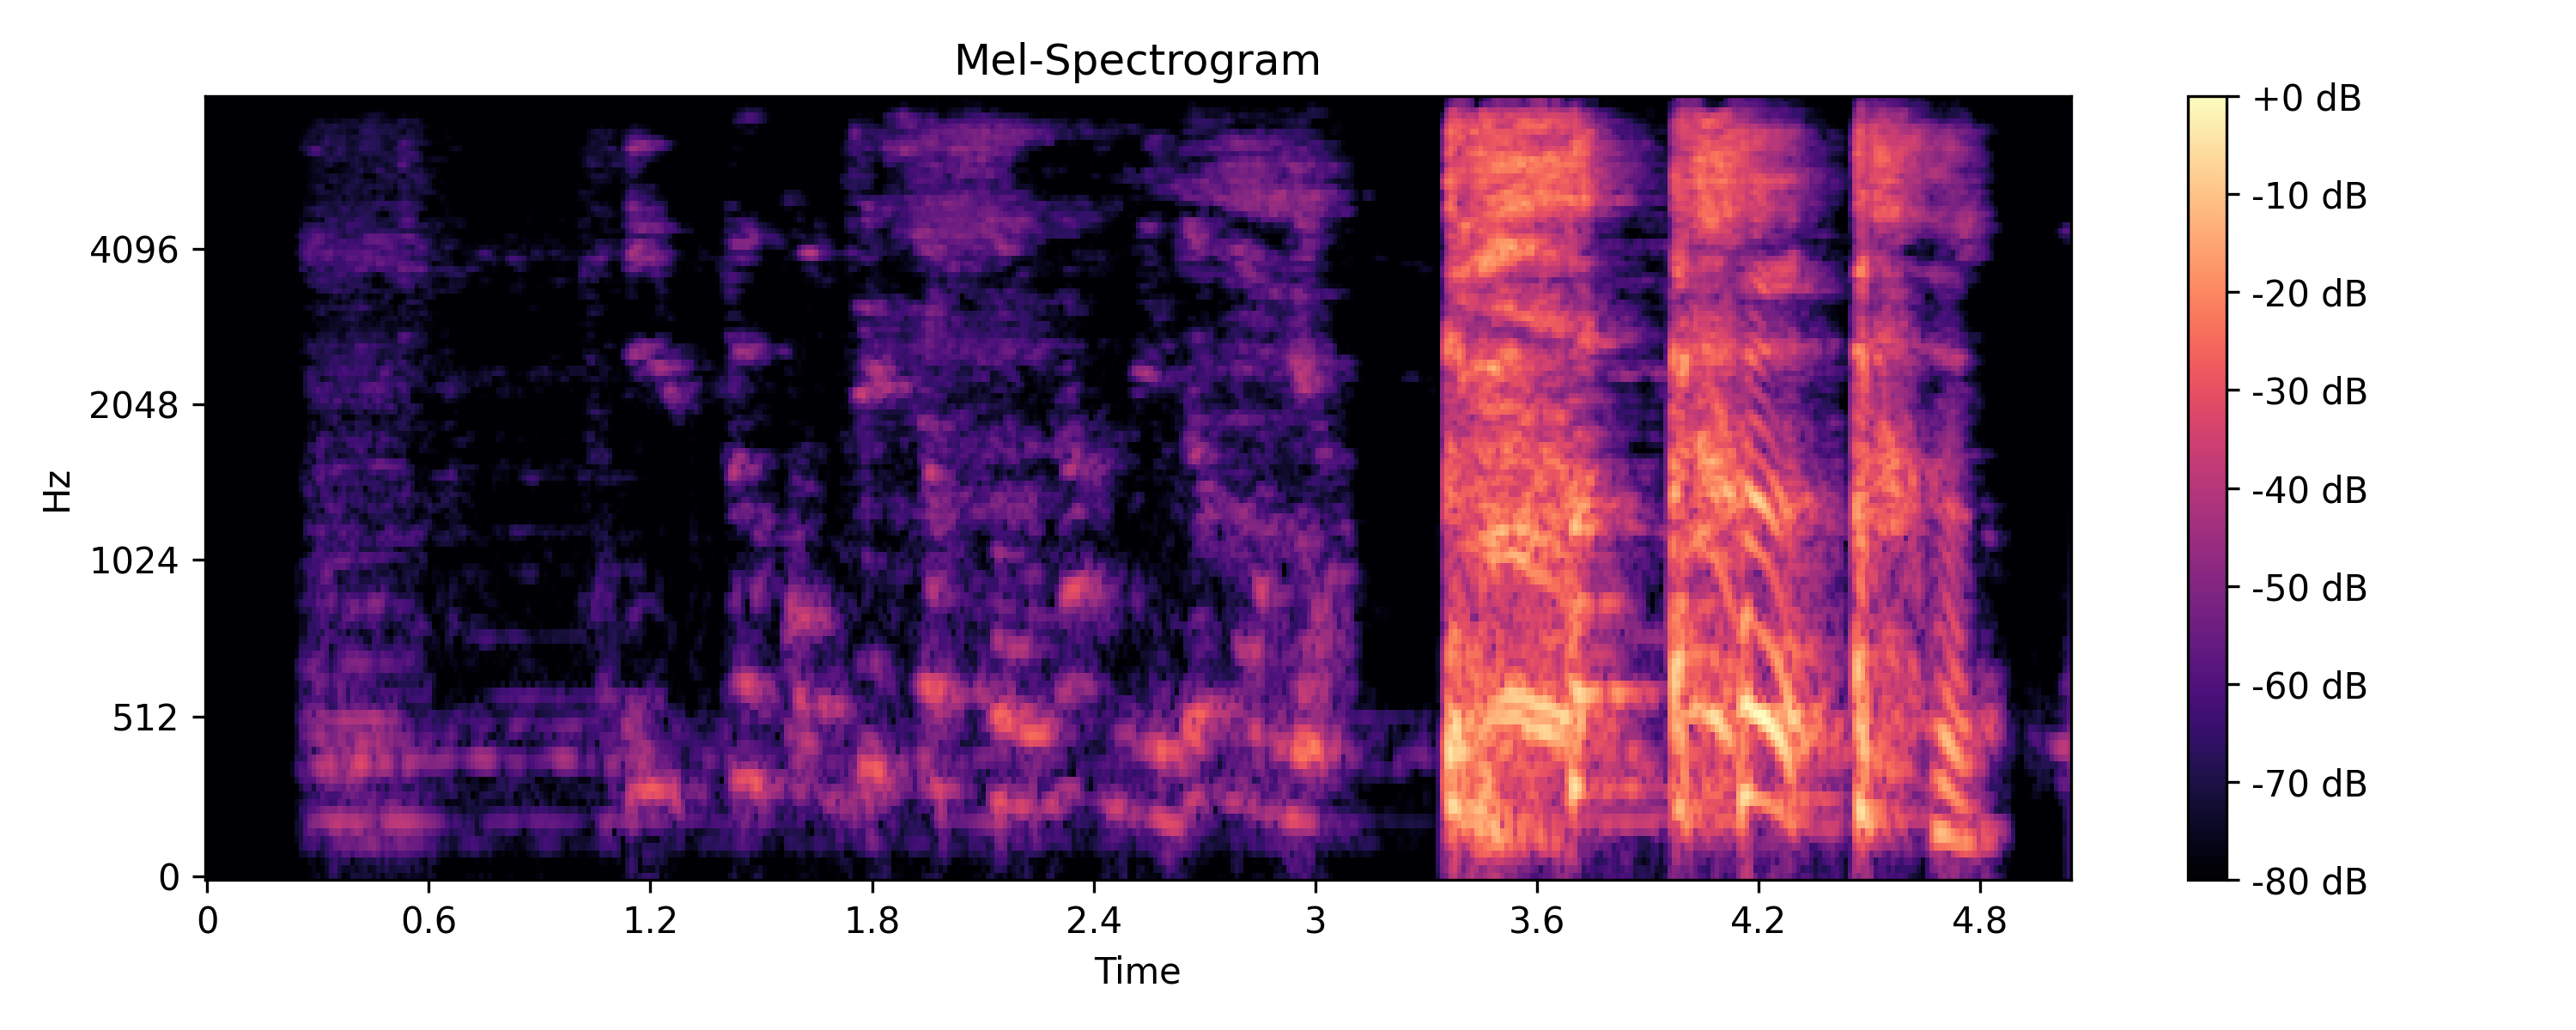 Mel-Spectrogram
Hz
4096
2048
1024
512
0
0 0.6 1.2 1.8 2.4 3 3.6 4.2 4.8
Time
+0 dB
-10 dB
-20 dB
-30 dB
-40 dB
-50 dB
-60 dB
-70 dB
-80 dB